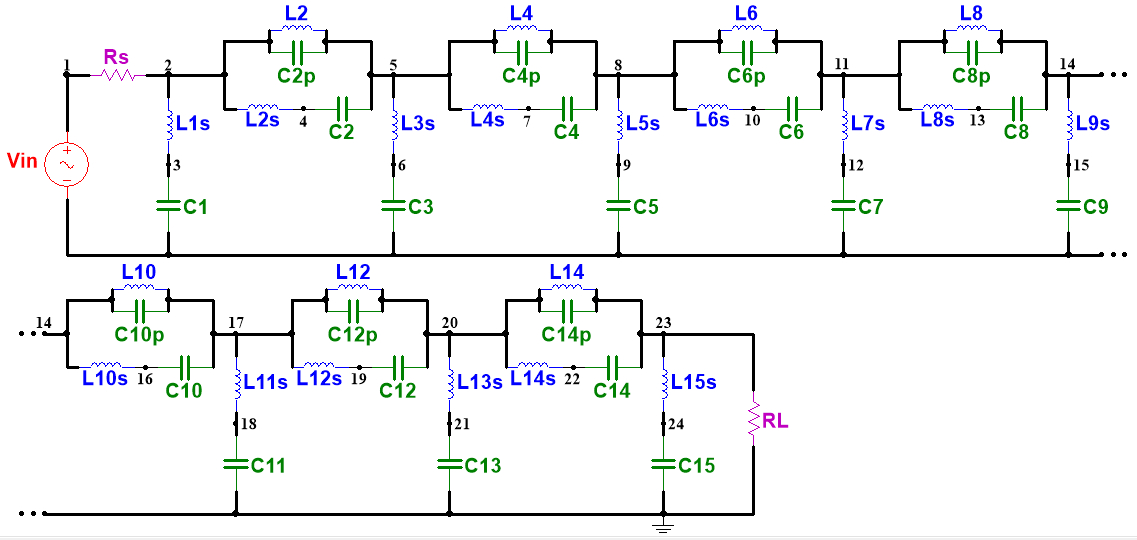 L2 L4 L6 L8
1 Rs 2 C2p 5 C4p 8 C6p 11 C8p 14
L1s L2s 4 C2 L3s L4s 7 C4 L5s L6s 10 C6 L7s L8s 13 C8 L9s
Vin 3 6 9 12 15
C1 C3 C5 C7 C9
L10 L12 L14
14 C10p 17 C12p 20 C14p 23
L10s 16 C10 L11s L12s 19 C12 L13s L14s 22 C14 L15s
18 21 24 RL
C11 C13 C15